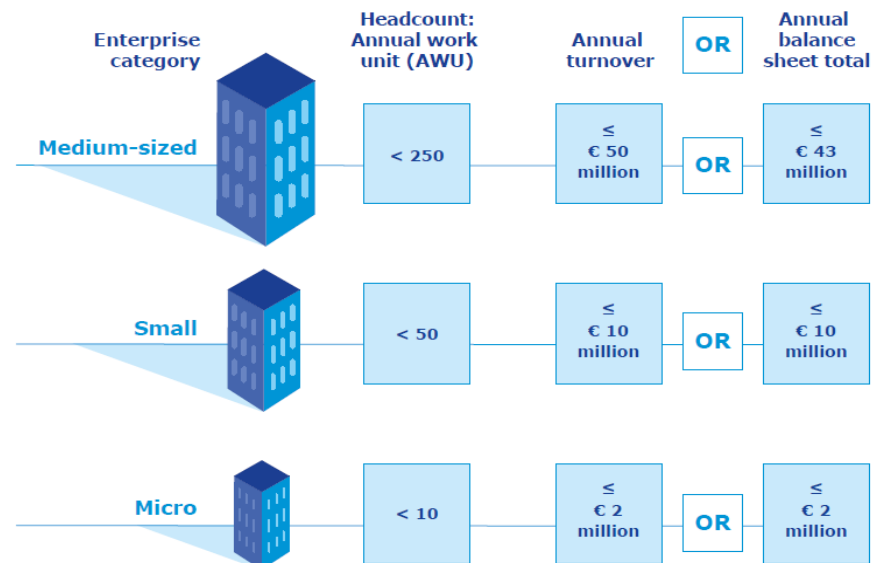 Enterprise
category
Headcount:
Annual work
unit (AWU)
Annual
turnover
OR
Annual
balance
sheet total
Medium-sized
< 250
≤
€ 50
million
OR
≤
€ 43
million
Small
< 50
≤
€ 10
million
OR
≤
€ 10
million
Micro
< 10
≤
€ 2
million
OR
≤
€ 2
million